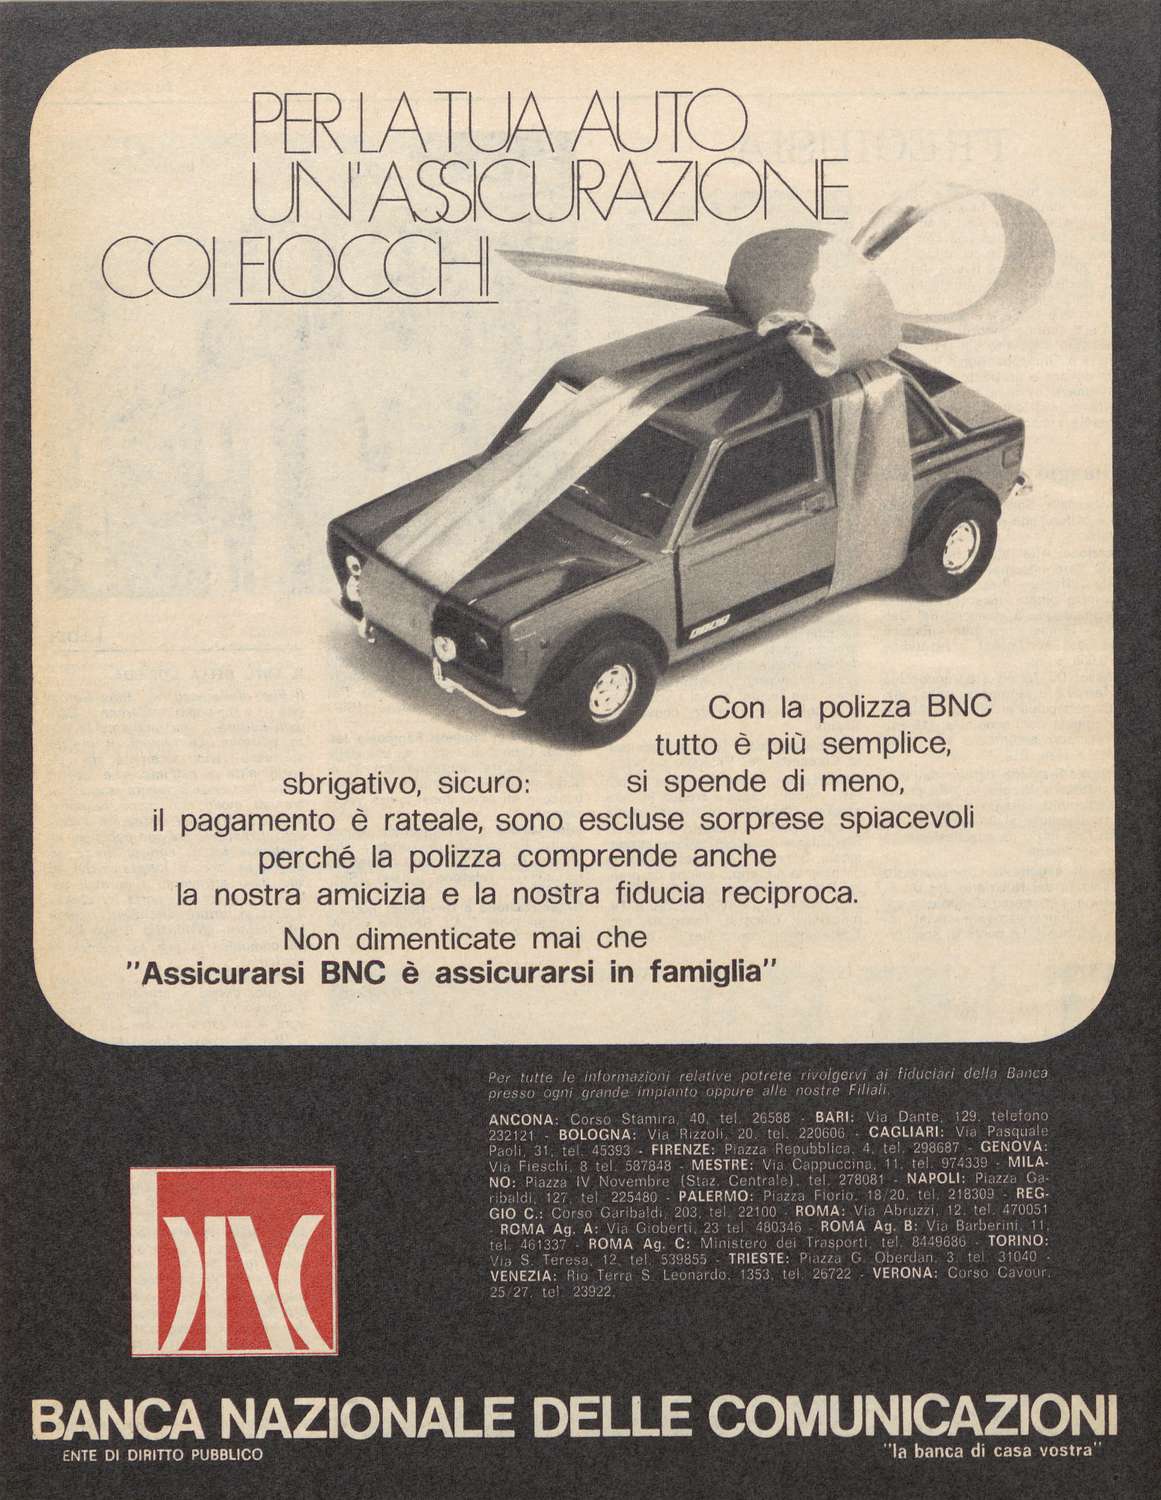 PER LA TUA AUTO
UN'ASSICURAZIONE
COI FIOCCHI
Con la polizza BNC
tutto è più semplice,
sbrigativo, sicuro: si spende di meno,
il pagamento è rateale, sono escluse sorprese spiacevoli
perché la polizza comprende anche
la nostra amicizia e la nostra fiducia reciproca.
Non dimenticate mai che
"Assicurarsi BNC è assicurarsi in famiglia"
Per tutte le informazioni relative potrete rivolgervi ai fiduciari della Banca
presso ogni grande impianto oppure alle nostre Filiali.
ANCONA: Corso Stamira, 40, tel. 26588 - BARI: Via Dante, 129, telefono
232121 - BOLOGNA: Via Rizzoli, 20, tel. 220606 - CAGLIARI: Via Pasquale
Paoli, 31, tel. 45393 - FIRENZE: Piazza Repubblica, 4, tel. 298687 - GENOVA:
Via Fieschi, 8 tel. 587848 - MESTRE: Via Cappuccina, 11, tel. 974339 - MILA-
NO: Piazza IV Novembre (Staz. Centrale), tel. 278081 - NAPOLI: Piazza Ga-
ribaldi, 127, tel. 225480 - PALERMO: Piazza Florio, 18/20, tel. 218309 - REG-
GIO C.: Corso Garibaldi, 203, tel. 22100 - ROMA: Via Abruzzi, 12, tel. 470051
- ROMA Ag. A: Via Gioberti, 23 tel. 480346 - ROMA Ag. B: Via Barberini, 11,
tel. 461337 - ROMA Ag. C: Ministero dei Trasporti, tel. 8449686 - TORINO:
Via S. Teresa, 12, tel. 539855 - TRIESTE: Piazza G. Oberdan, 3 tel. 31040 -
VENEZIA: Rio Terra S. Leonardo, 1353, tel. 26722 - VERONA: Corso Cavour,
25/27, tel. 23922.
BNC
BANCA NAZIONALE DELLE COMUNICAZIONI
ENTE DI DIRITTO PUBBLICO
"la banca di casa vostra"